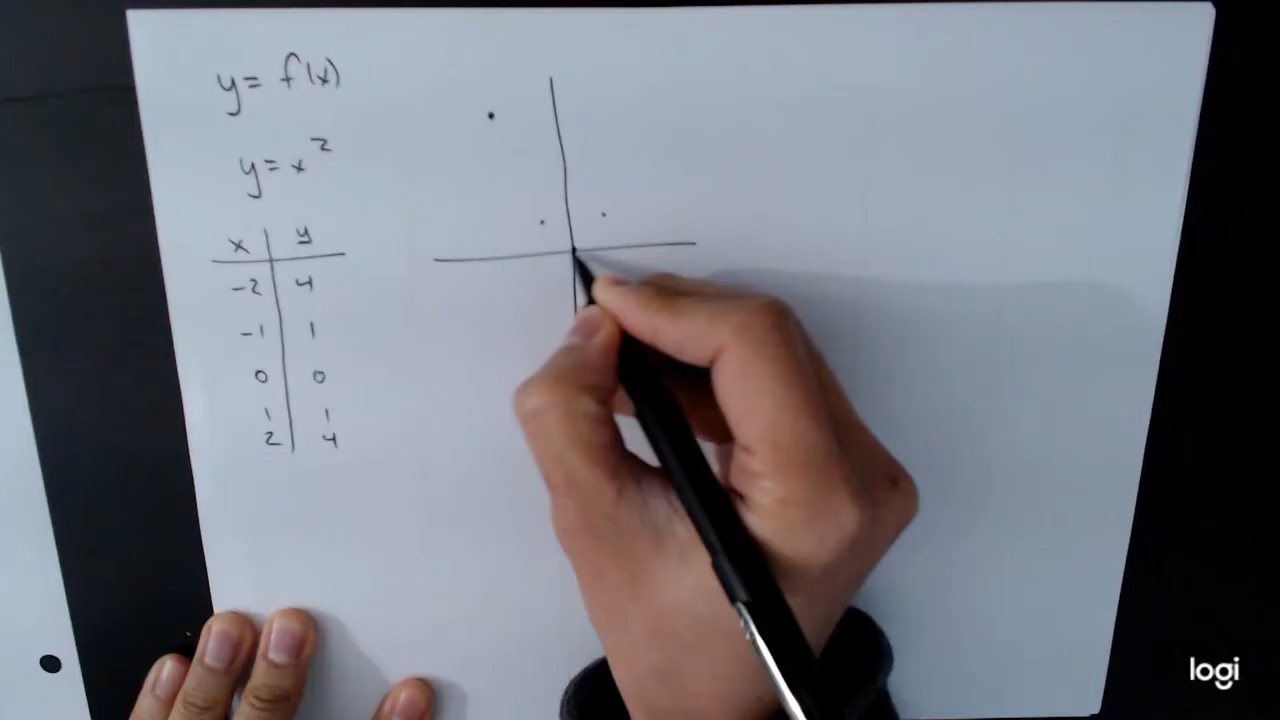 y = f(x)
y = x²
x y
-2 4
-1 1
0 0
1 1
2 4
logi